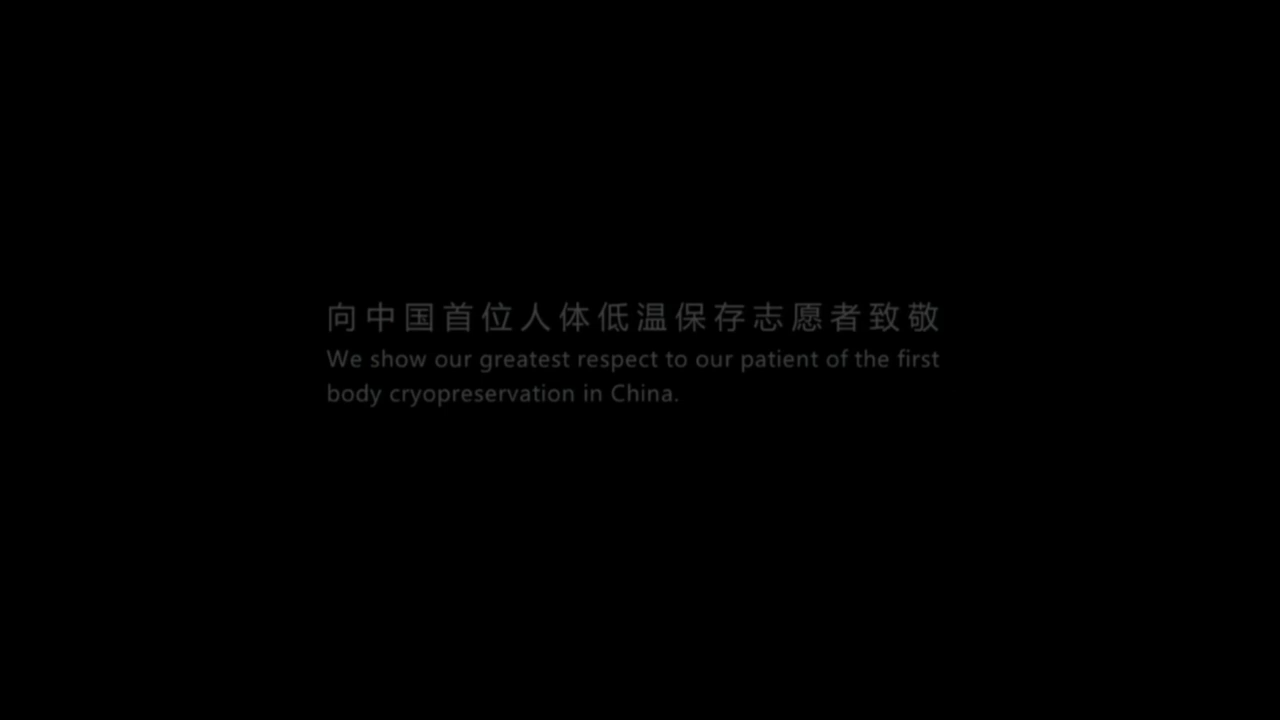 向中国首位人体低温保存志愿者致敬
We show our greatest respect to our patient of the first
body cryopreservation in China.